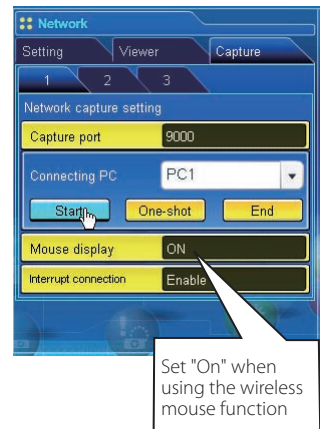 Network
Setting Viewer Capture
1 2 3
Network capture setting
Capture port 9000
Connecting PC PC1
Start One-shot End
Mouse display ON
Interrupt connection Enable
Set "On" when
using the wireless
mouse function